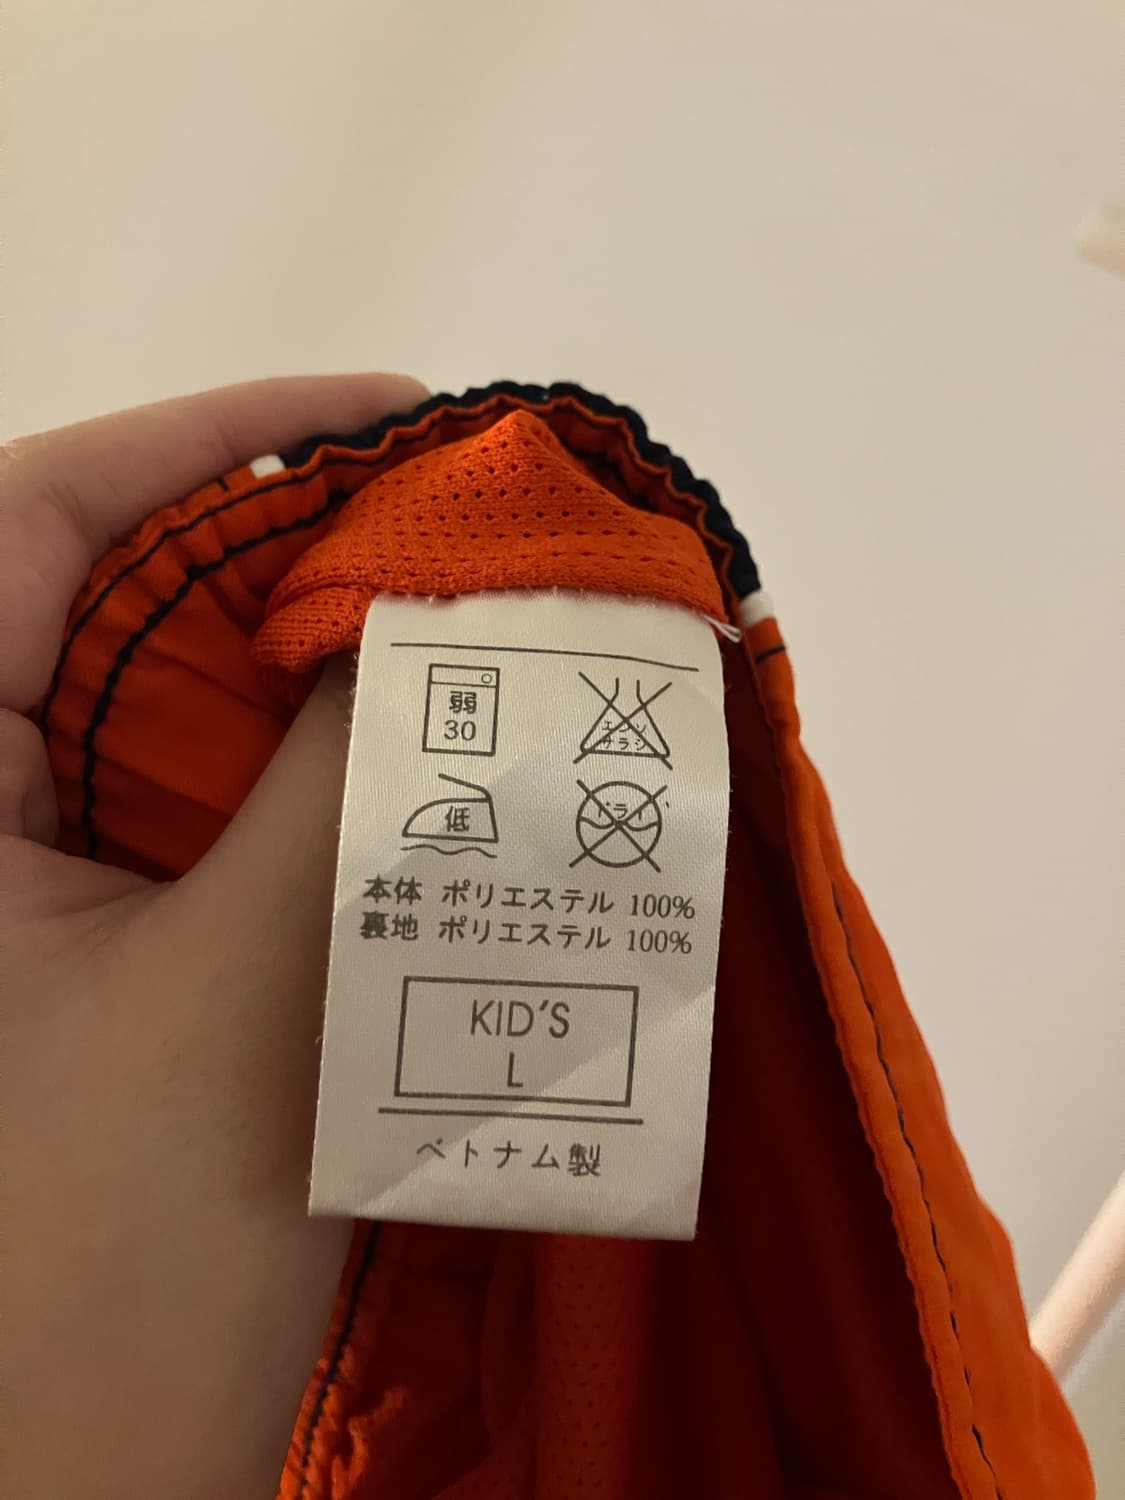 弱
30
エンソ
サラシ
低
ドライ
本体 ポリエステル 100%
裏地 ポリエステル 100%
KID'S
L
ベトナム製